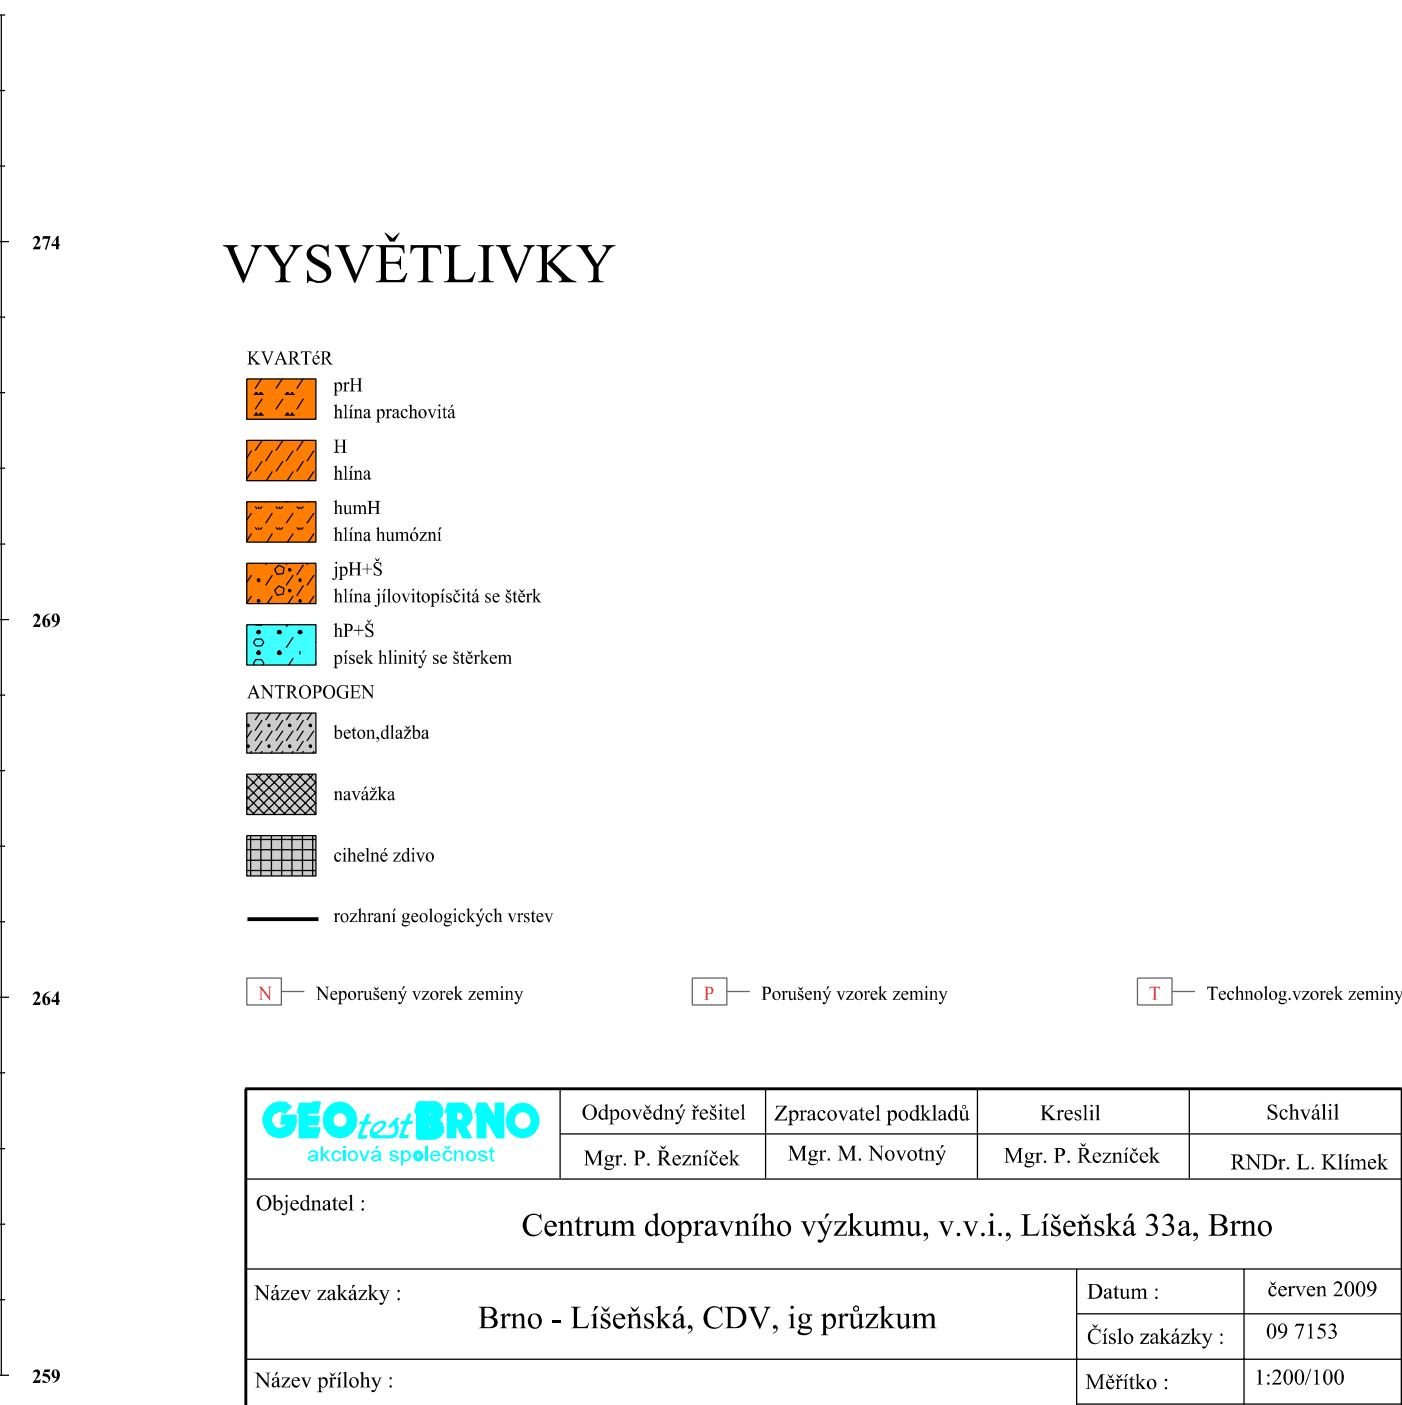 274
VYSVĚTLIVKY
KVARTéR
prH
hlína prachovitá
H
hlína
humH
hlína humózní
jpH+Š
269
hlína jílovitopísčitá se štěrk
hP+Š
písek hlinitý se štěrkem
ANTROPOGEN
beton,dlažba
navážka
cihelné zdivo
rozhraní geologických vrstev
264
N Neporušený vzorek zeminy
P Porušený vzorek zeminy
T Technolog.vzorek zeminy
GEOtestBRNO
akciová společnost
Odpovědný řešitel
Zpracovatel podkladů
Kreslil
Schválil
Mgr. P. Řezníček
Mgr. M. Novotný
Mgr. P. Řezníček
RNDr. L. Klímek
Objednatel :
Centrum dopravního výzkumu, v.v.i., Líšeňská 33a, Brno
Název zakázky :
Brno - Líšeňská, CDV, ig průzkum
Datum :
červen 2009
Číslo zakázky :
09 7153
259
Název přílohy :
Měřítko :
1:200/100